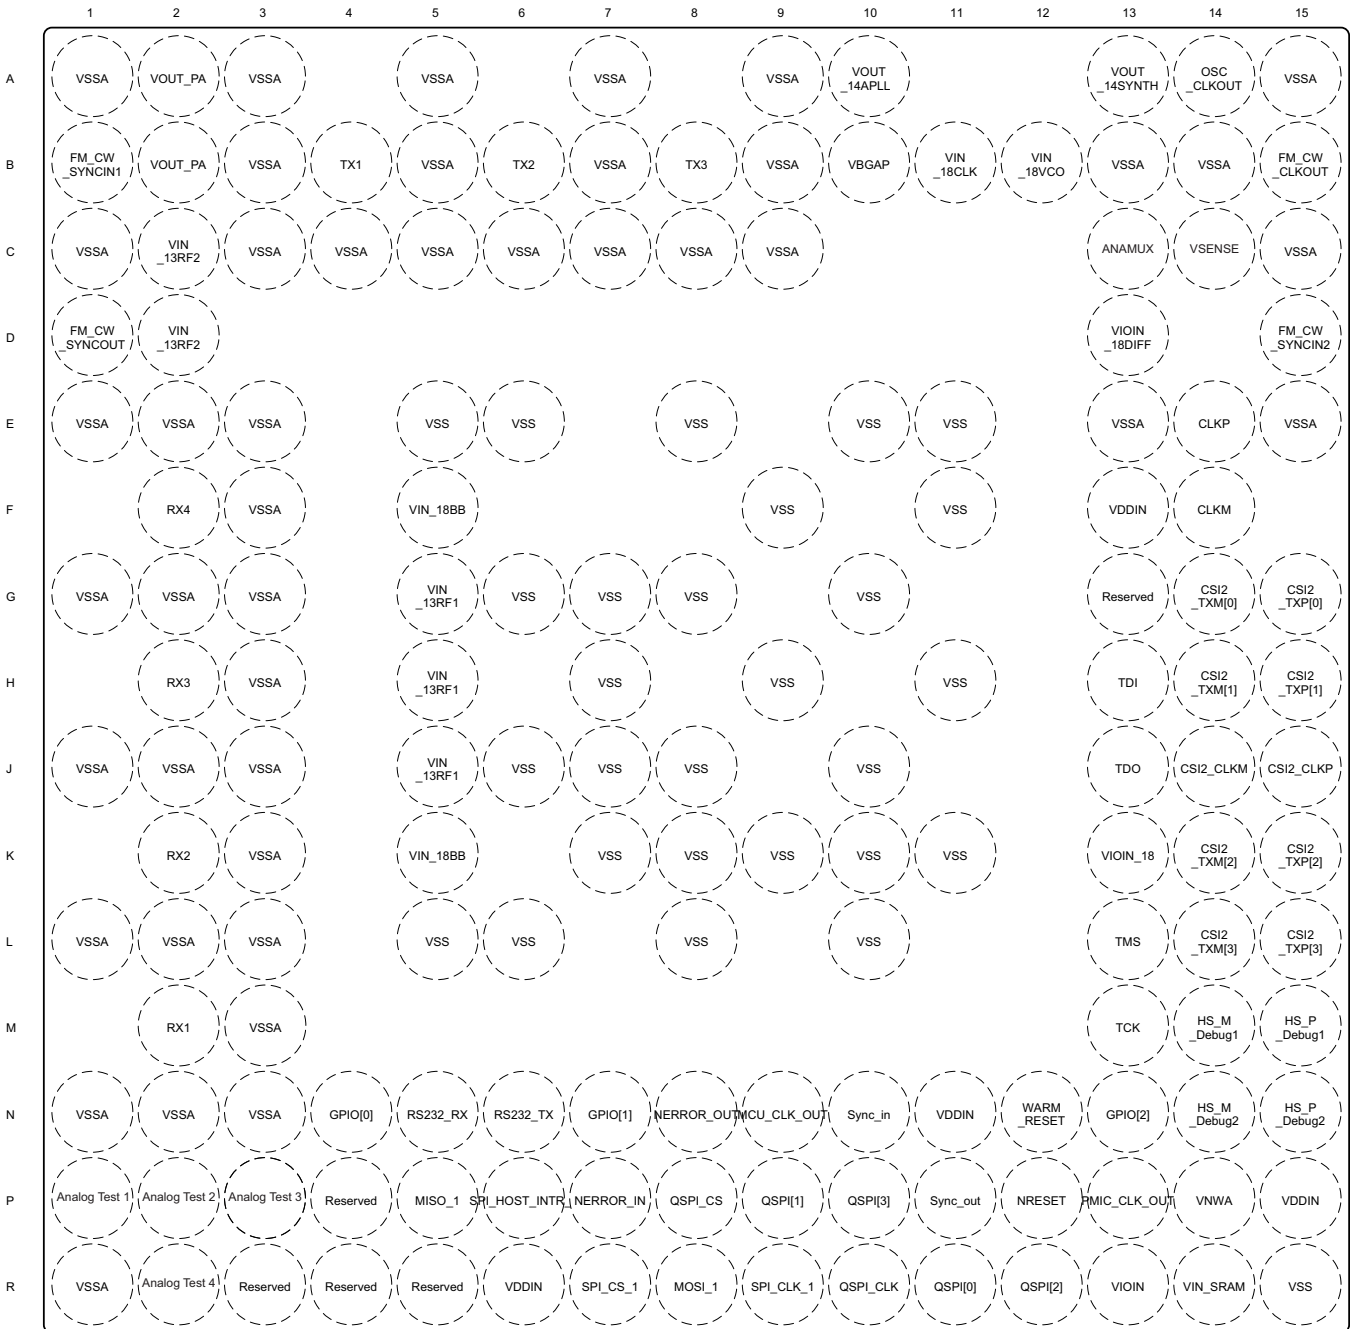 1 2 3 4 5 6 7 8 9 10 11 12 13 14 15
A VSSA VOUT_PA VSSA VSSA VSSA VSSA VOUT _14APLL VOUT _14SYNTH OSC _CLKOUT VSSA
B FM_CW _SYNCIN1 VOUT_PA VSSA TX1 VSSA TX2 VSSA TX3 VSSA VBGAP VIN _18CLK VIN _18VCO VSSA VSSA FM_CW _CLKOUT
C VSSA VIN _13RF2 VSSA VSSA VSSA VSSA VSSA VSSA VSSA ANAMUX VSENSE VSSA
D FM_CW _SYNCOUT VIN _13RF2 VIOIN _18DIFF FM_CW _SYNCIN2
E VSSA VSSA VSSA VSS VSS VSS VSS VSS VSSA CLKP VSSA
F RX4 VSSA VIN_18BB VSS VSS VDDIN CLKM
G VSSA VSSA VSSA VIN _13RF1 VSS VSS VSS VSS Reserved CSI2 _TXM[0] CSI2 _TXP[0]
H RX3 VSSA VIN _13RF1 VSS VSS VSS TDI CSI2 _TXM[1] CSI2 _TXP[1]
J VSSA VSSA VSSA VIN _13RF1 VSS VSS VSS VSS TDO CSI2_CLKM CSI2_CLKP
K RX2 VSSA VIN_18BB VSS VSS VSS VSS VSS VIOIN_18 CSI2 _TXM[2] CSI2 _TXP[2]
L VSSA VSSA VSSA VSS VSS VSS VSS TMS CSI2 _TXM[3] CSI2 _TXP[3]
M RX1 VSSA TCK HS_M _Debug1 HS_P _Debug1
N VSSA VSSA VSSA GPIO[0] RS232_RX RS232_TX GPIO[1] NERROR_OUT MCU_CLK_OUT Sync_in VDDIN WARM _RESET GPIO[2] HS_M _Debug2 HS_P _Debug2
P Analog Test 1 Analog Test 2 Analog Test 3 Reserved MISO_1 SPI_HOST_INTR_ NERROR_IN QSPI_CS QSPI[1] QSPI[3] Sync_out NRESET PMIC_CLK_OUT VNWA VDDIN
R VSSA Analog Test 4 Reserved Reserved Reserved VDDIN SPI_CS_1 MOSI_1 SPI_CLK_1 QSPI_CLK QSPI[0] QSPI[2] VIOIN VIN_SRAM VSS